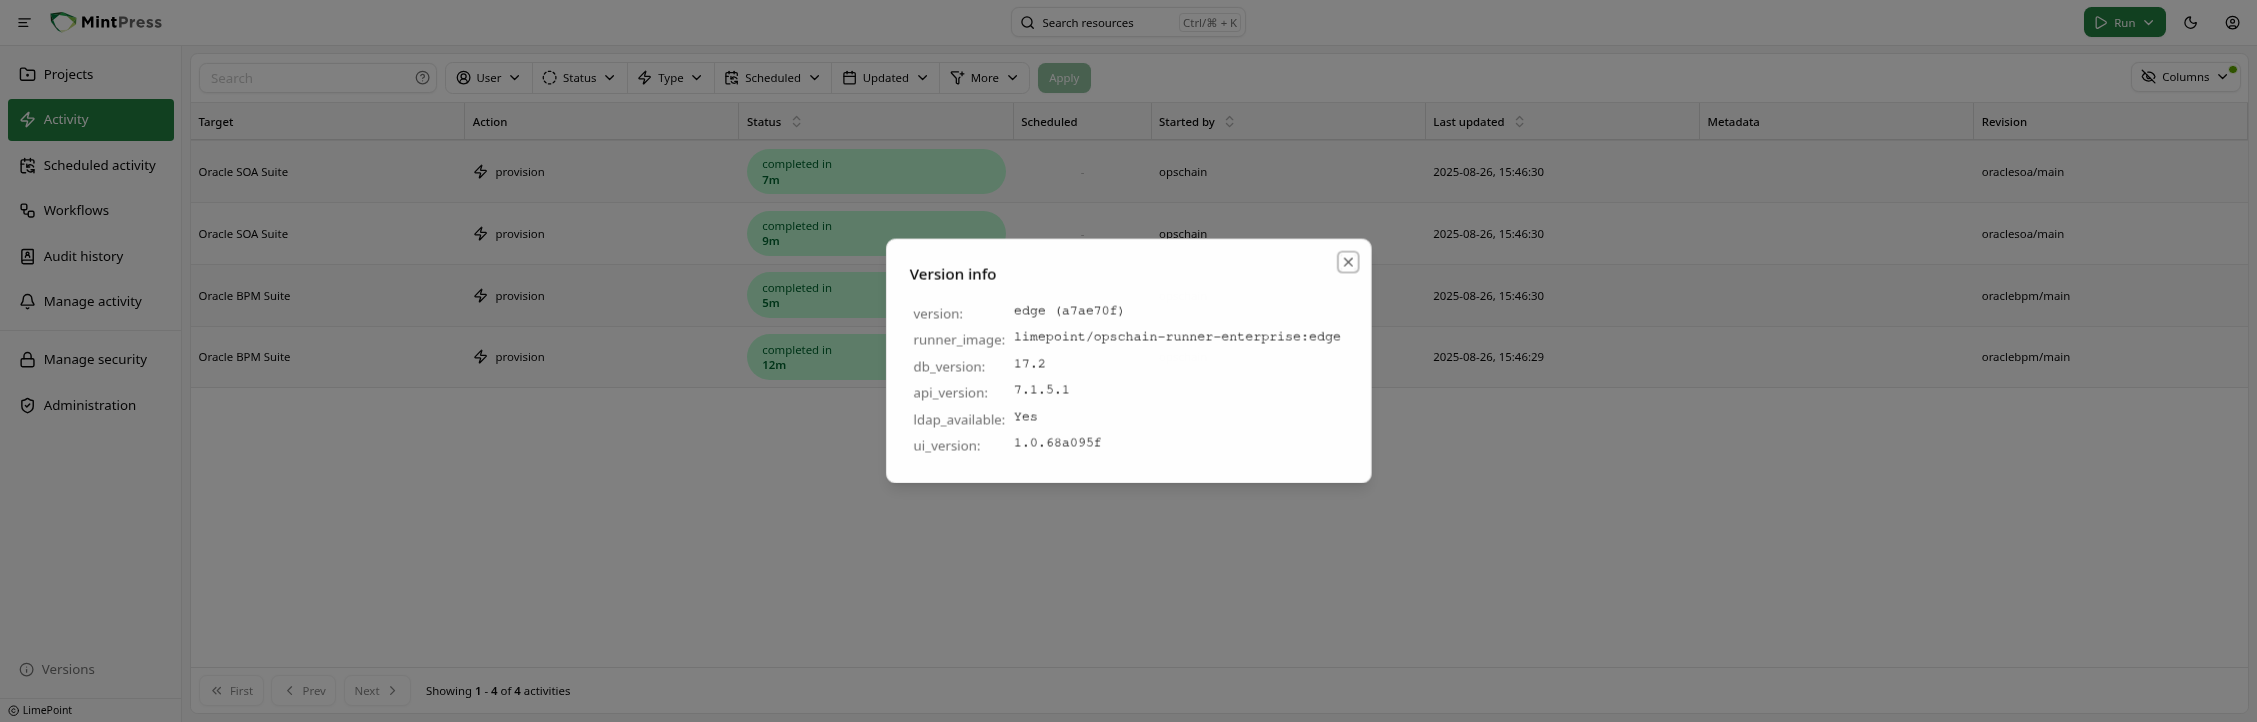 MintPress
Search resources Ctrl/⌘ + K
Run
Projects
Activity
Scheduled activity
Workflows
Audit history
Manage activity
Manage security
Administration
Versions
© LimePoint
Search User Status Type Scheduled Updated More Apply Columns
Target Action Status Scheduled Started by Last updated Metadata Revision
Oracle SOA Suite provision completed in 7m - opschain 2025-08-26, 15:46:30 oraclesoa/main
Oracle SOA Suite provision completed in 9m - opschain 2025-08-26, 15:46:30 oraclesoa/main
Oracle BPM Suite provision completed in 5m 2025-08-26, 15:46:30 oraclebpm/main
Oracle BPM Suite provision completed in 12m 2025-08-26, 15:46:29 oraclebpm/main
Version info
version: edge (a7ae70f)
runner_image: limepoint/opschain-runner-enterprise:edge
db_version: 17.2
api_version: 7.1.5.1
ldap_available: Yes
ui_version: 1.0.68a095f
First Prev Next Showing 1 - 4 of 4 activities